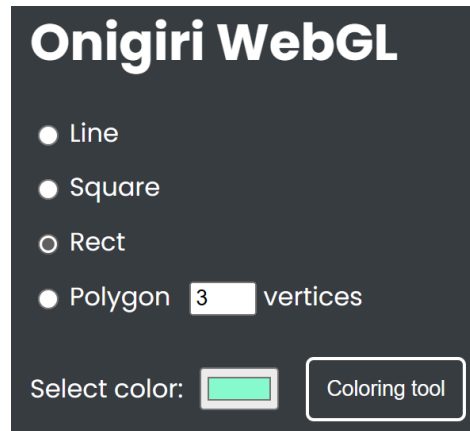 Onigiri WebGL
Line
Square
Rect
Polygon 3 vertices
Select color: Coloring tool